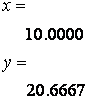 x =
10.0000
y =
20.6667